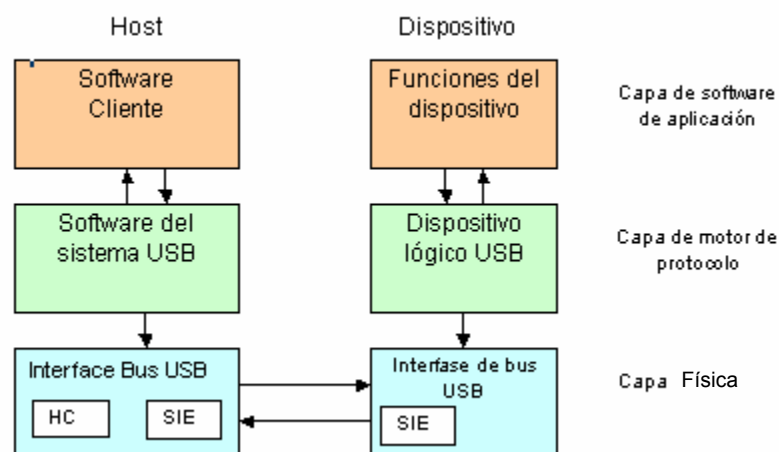 Host
Dispositivo
Software
Cliente
Funciones del
dispositivo
Capa de software
de aplicación
Software del
sistema USB
Dispositivo
lógico USB
Capa de motor de
protocolo
Interface Bus USB
HC
SIE
Interfase de bus
USB
SIE
Capa Física